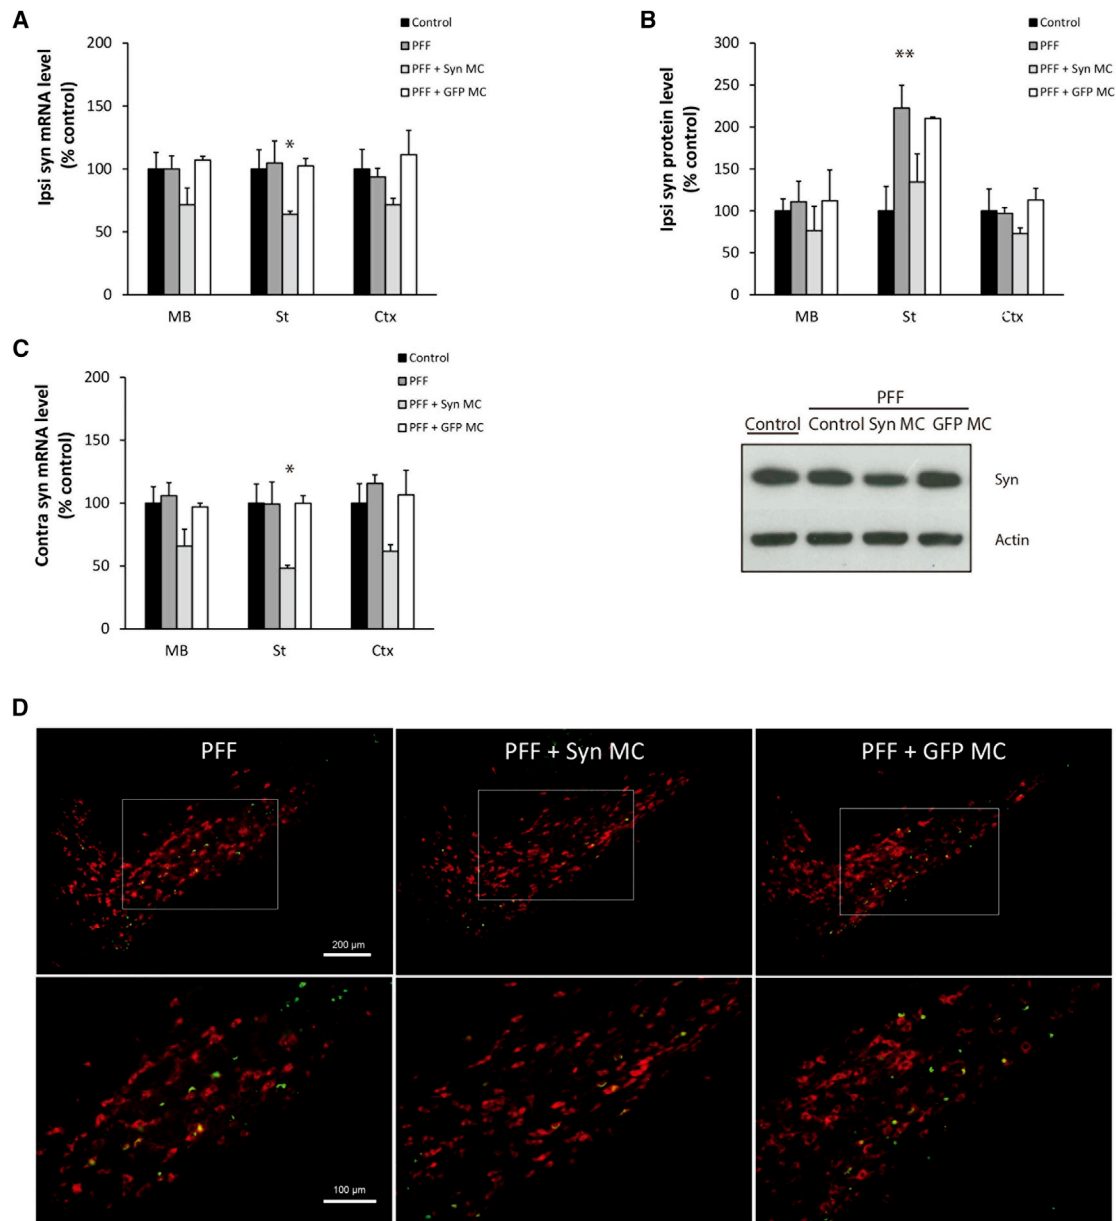 A
Ipsi syn mRNA level
(% control)
200
150
100
50
0
*
MB St Ctx
Control
PFF
PFF + Syn MC
PFF + GFP MC
B
Ipsi syn protein level
(% control)
300
250
200
150
100
50
0
**
MB St Ctx
Control
PFF
PFF + Syn MC
PFF + GFP MC
C
Contra syn mRNA level
(% control)
200
150
100
50
0
*
MB St Ctx
Control
PFF
PFF + Syn MC
PFF + GFP MC
PFF
Control Control Syn MC GFP MC
Syn
Actin
D
PFF PFF + Syn MC PFF + GFP MC
200 µm
100 µm